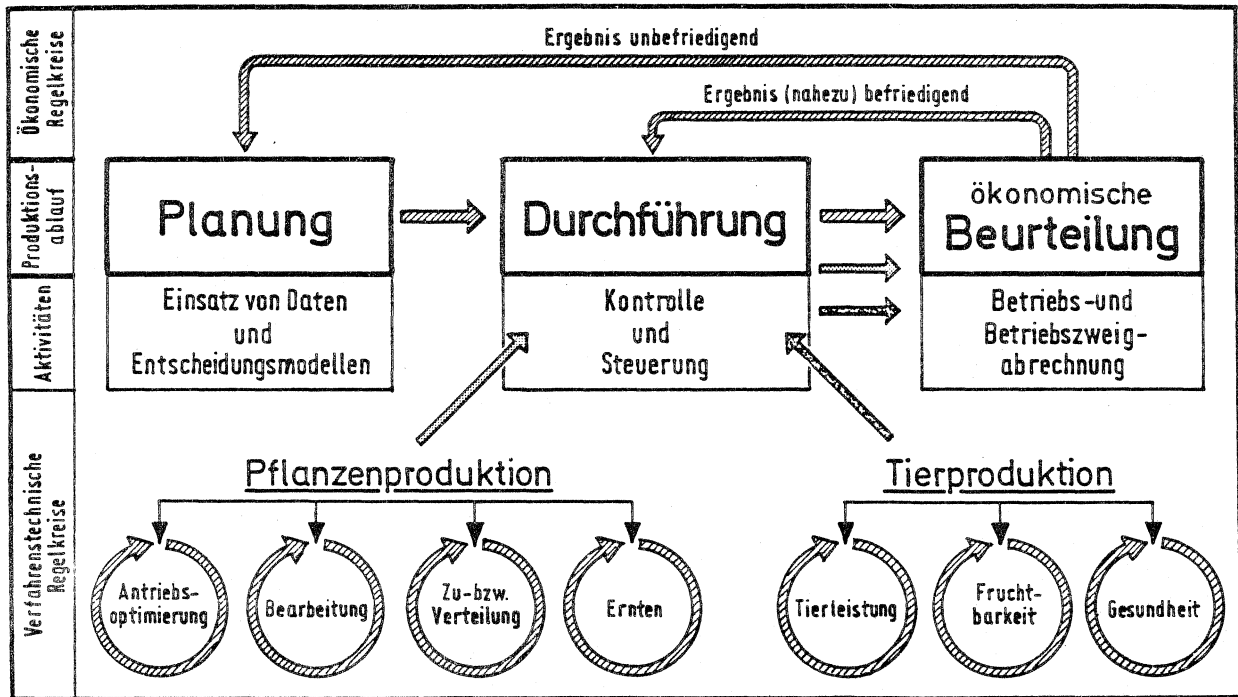 Ökonomische
Regelkreise
Ergebnis unbefriedigend
Ergebnis (nahezu) befriedigend
Produktions-
ablauf
Planung
Durchführung
ökonomische
Beurteilung
Aktivitäten
Einsatz von Daten
und
Entscheidungsmodellen
Kontrolle
und
Steuerung
Betriebs-und
Betriebszweig-
abrechnung
Verfahrenstechnische
Regelkreise
Pflanzenproduktion
Tierproduktion
Antriebs-
optimierung
Bearbeitung
Zu-bzw.
Verteilung
Ernten
Tierleistung
Frucht-
barkeit
Gesundheit